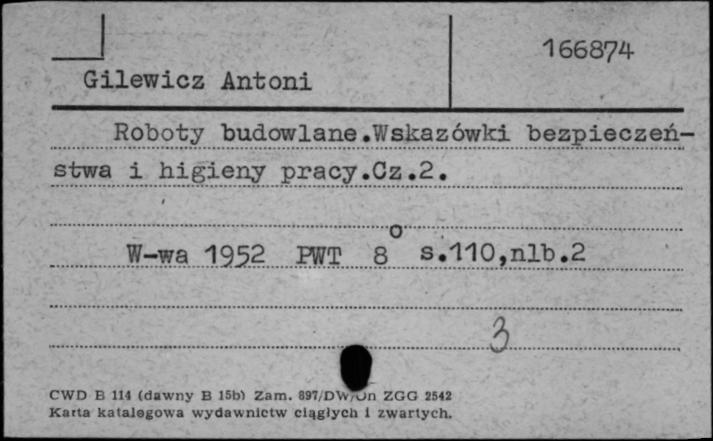 166874
Gilewicz Antoni
Roboty budowlane.Wskazówki bezpieczeń-
stwa i higieny pracy.Cz.2.
W-wa 1952 PWT 8° s.110,nlb.2
3
CWD B 114 (dawny B 15b) Zam. 897/DW/Un ZGG 2542
Karta katalogowa wydawnictw ciągłych i zwartych.